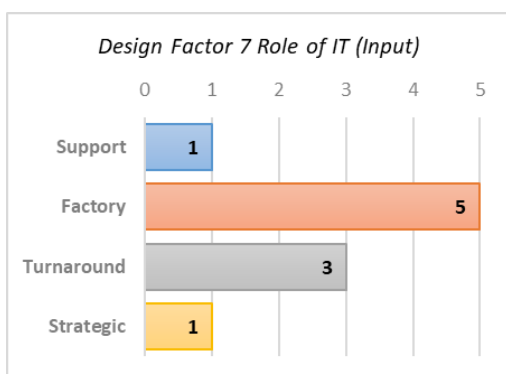 Design Factor 7 Role of IT (Input)
0 1 2 3 4 5
Support 1
Factory 5
Turnaround 3
Strategic 1